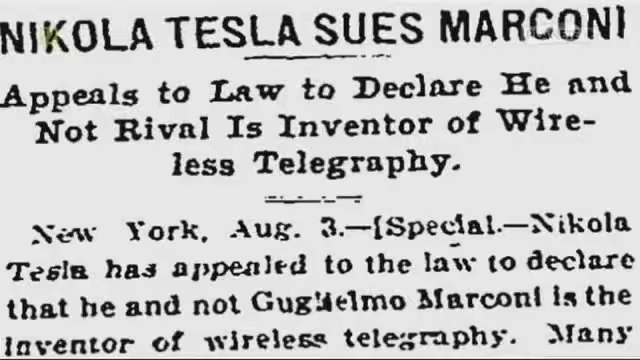 NIKOLA TESLA SUES MARCONI
Appeals to Law to Declare He and
Not Rival Is Inventor of Wire-
less Telegraphy.
New York, Aug. 3.—[Special.—Nikola
Tesla has appealed to the law to declare
that he and not Guglielmo Marconi is the
inventor of wireless telegraphy. Many